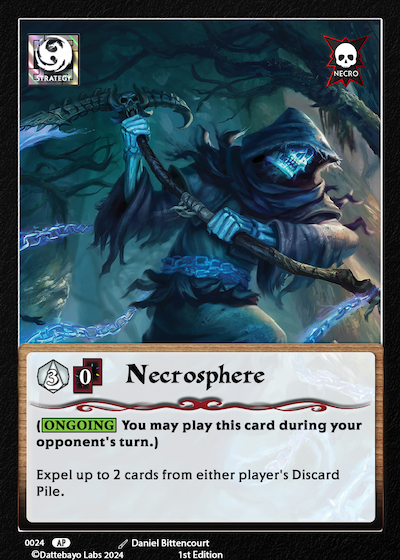 STRATEGY
NECRO
3
0
Necrosphere
(ONGOING You may play this card during your
opponent's turn.)
Expel up to 2 cards from either player's Discard
Pile.
0024 AP Daniel Bittencourt
©Dattebayo Labs 2024 1st Edition